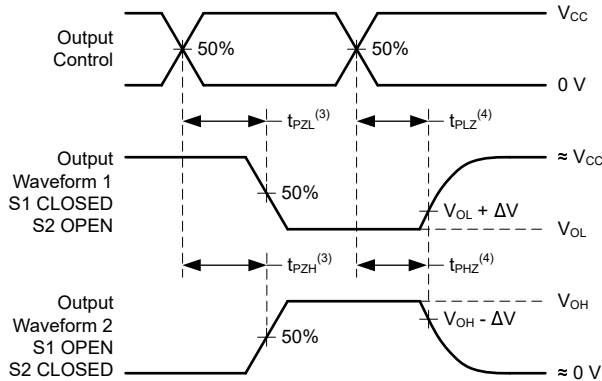 V_CC
Output
Control
50%
50%
0 V
t_PZL^(3)
t_PLZ^(4)
Output
Waveform 1
S1 CLOSED
S2 OPEN
≈ V_CC
50%
V_OL + ΔV
V_OL
t_PZH^(3)
t_PHZ^(4)
Output
Waveform 2
S1 OPEN
S2 CLOSED
V_OH
V_OH - ΔV
50%
≈ 0 V